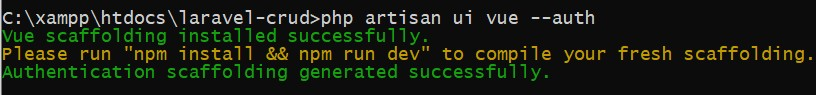 C:\xampp\htdocs\laravel-crud>php artisan ui vue --auth
Vue scaffolding installed successfully.
Please run "npm install && npm run dev" to compile your fresh scaffolding.
Authentication scaffolding generated successfully.